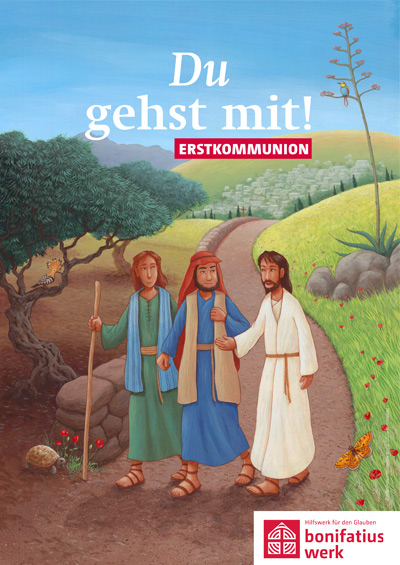 Du
gehst mit!
ERSTKOMMUNION
Hilfswerk für den Glauben
bonifatius
werk